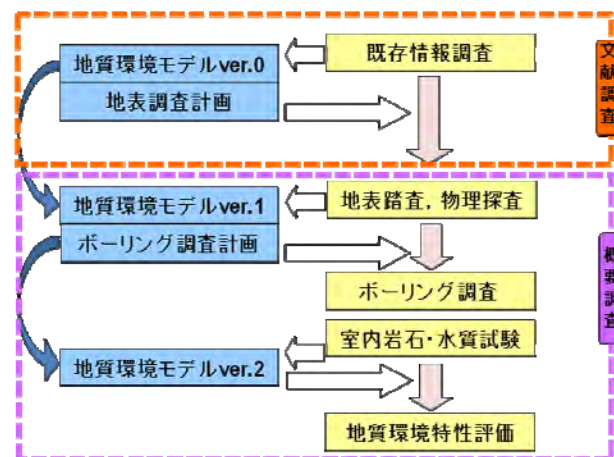 地質環境モデルver.0
地表調査計画
既存情報調査
文献調査
地質環境モデルver.1
ボーリング調査計画
地表踏査，物理探査
ボーリング調査
概要調査
室内岩石・水質試験
地質環境モデルver.2
地質環境特性評価